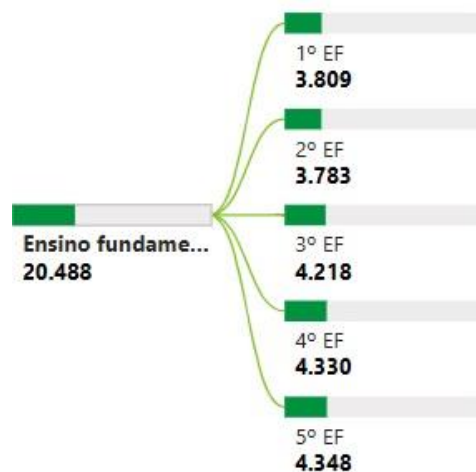 1º EF
3.809
2º EF
3.783
Ensino fundame...
20.488
3º EF
4.218
4º EF
4.330
5º EF
4.348